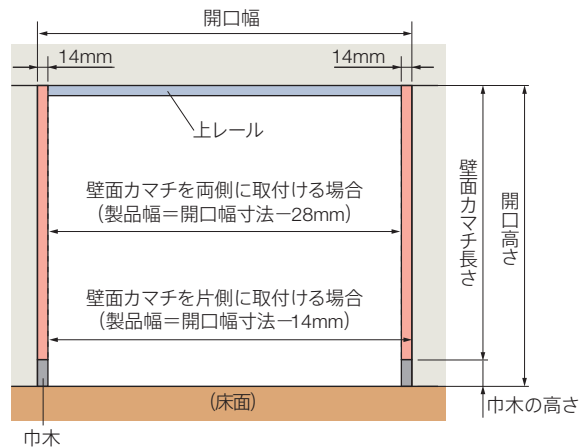 開口幅
14mm
14mm
上レール
壁面カマチを両側に取付ける場合
(製品幅=開口幅寸法−28mm)
壁面カマチを片側に取付ける場合
(製品幅=開口幅寸法−14mm)
壁面カマチ長さ
開口高さ
(床面)
巾木の高さ
巾木